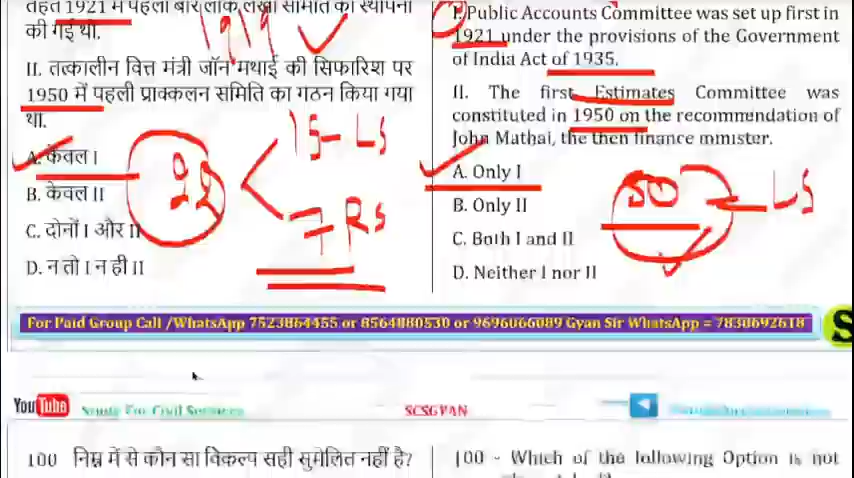 तहत 1921 में पहली बार लोक लेखा समिति की स्थापना
की गई थी.
1919
II. तत्कालीन वित्त मंत्री जॉन मथाई की सिफारिश पर
1950 में पहली प्राक्कलन समिति का गठन किया गया
था.
A. केवल I
B. केवल II
C. दोनों I और II
D. न तो I न ही II
22
15- LS
7 RS
I. Public Accounts Committee was set up first in
1921 under the provisions of the Government
of India Act of 1935.
II. The first Estimates Committee was
constituted in 1950 on the recommendation of
John Mathai, the then finance minister.
A. Only I
B. Only II
C. Both I and II
D. Neither I nor II
30
LS
For Paid Group Call /WhatsApp 7523864455 or 8564880530 or 9696066089 Gyan Sir WhatsApp = 7830692618
S
YouTube Study For Civil Services
SCSGYAN
100 निम्न में से कौन सा विकल्प सही सुमेलित नहीं है?
100 - Which of the following Option is not